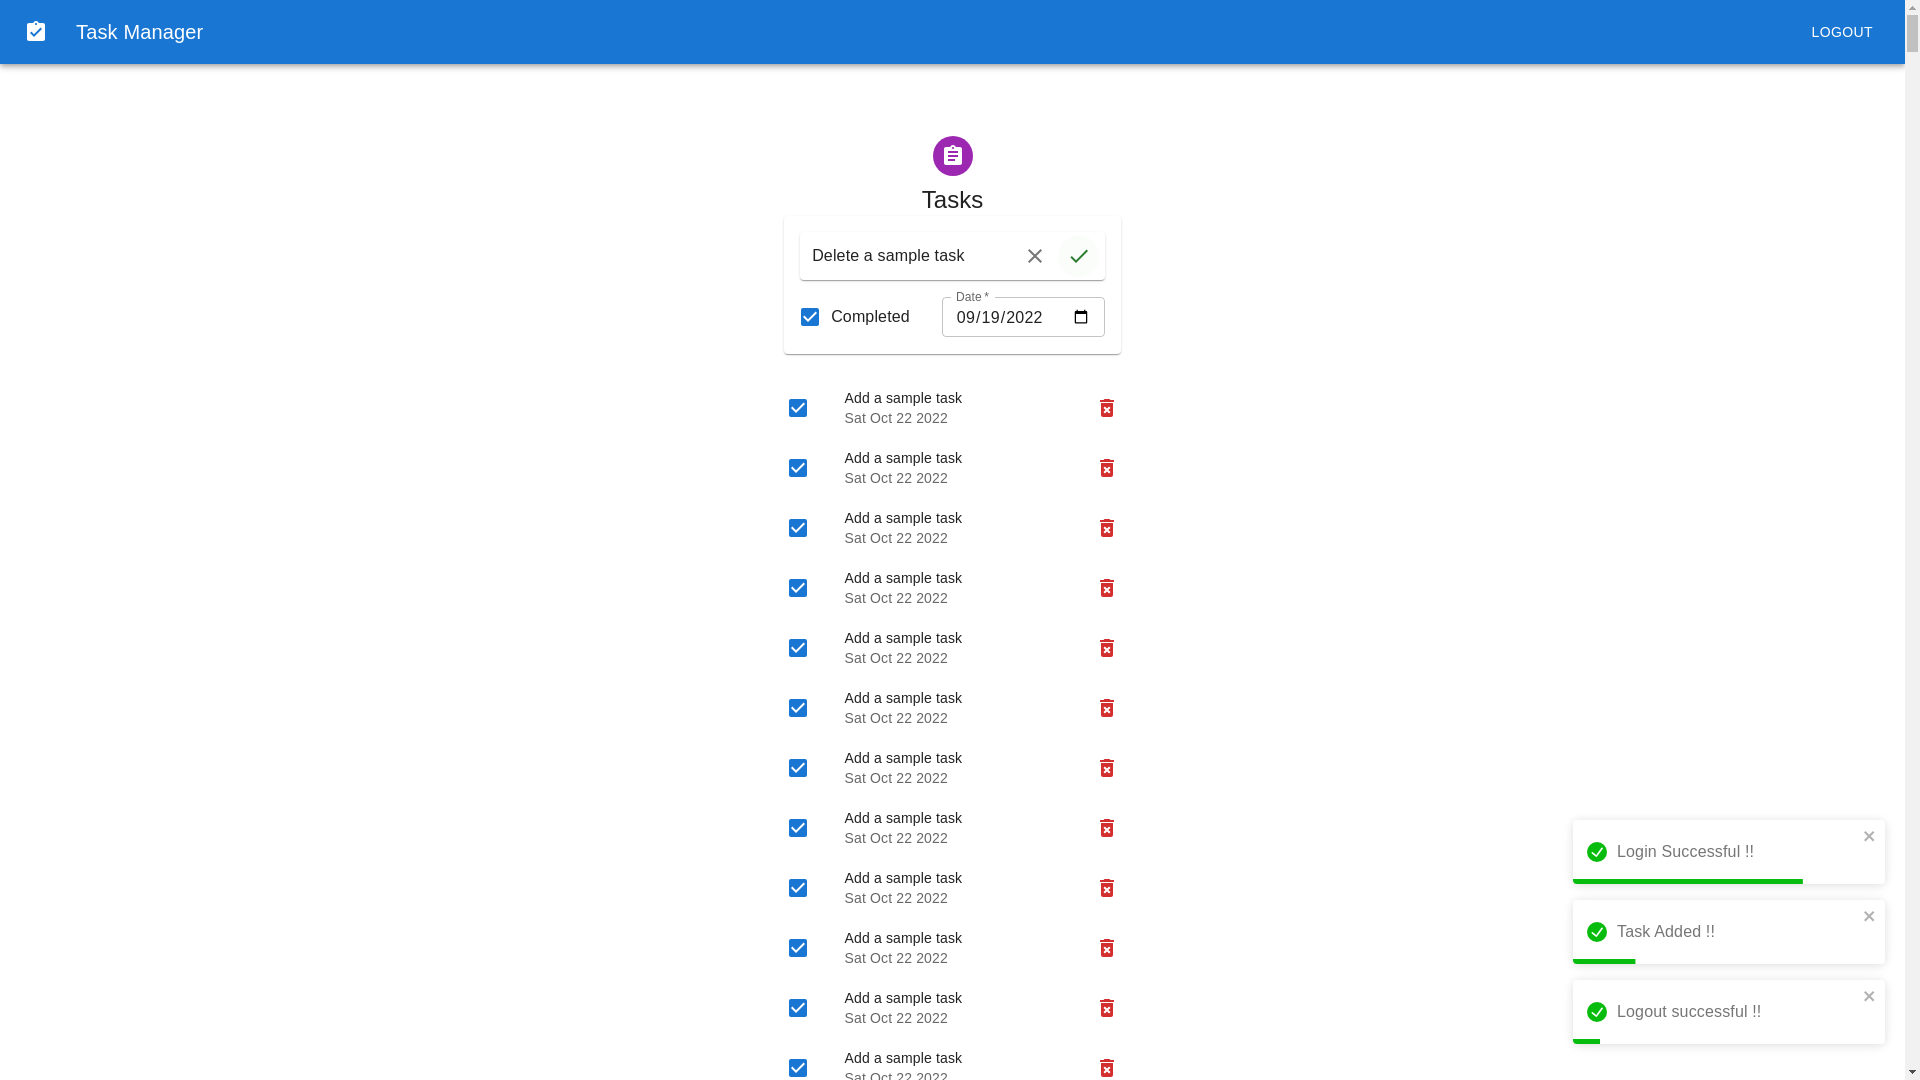 Task Manager
LOGOUT
Tasks
Delete a sample task
Date *
Completed
09/19/2022
Add a sample task
Sat Oct 22 2022
Add a sample task
Sat Oct 22 2022
Add a sample task
Sat Oct 22 2022
Add a sample task
Sat Oct 22 2022
Add a sample task
Sat Oct 22 2022
Add a sample task
Sat Oct 22 2022
Add a sample task
Sat Oct 22 2022
Add a sample task
Sat Oct 22 2022
Add a sample task
Sat Oct 22 2022
Add a sample task
Sat Oct 22 2022
Add a sample task
Sat Oct 22 2022
Add a sample task
Sat Oct 22 2022
Login Successful !!
Task Added !!
Logout successful !!